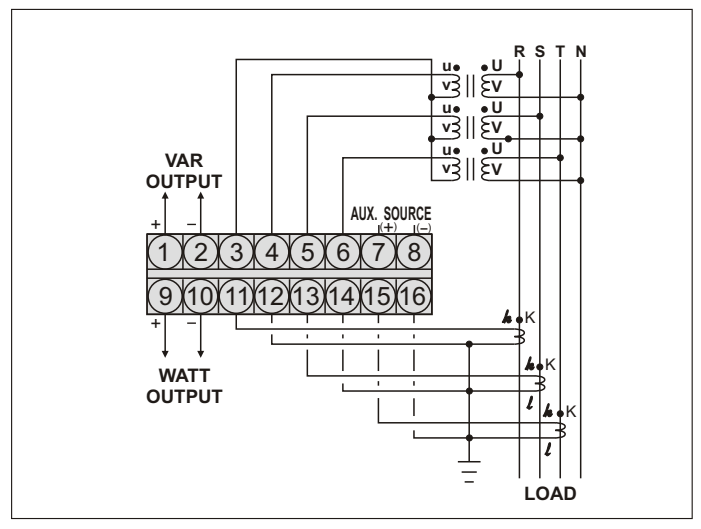 R S T N
u U
v V
u U
v V
u U
v V
VAR
OUTPUT
AUX. SOURCE
+ − (+) (−)
1 2 3 4 5 6 7 8
9 10 11 12 13 14 15 16
+ −
WATT
OUTPUT
k K
k K
l
k K
l
LOAD